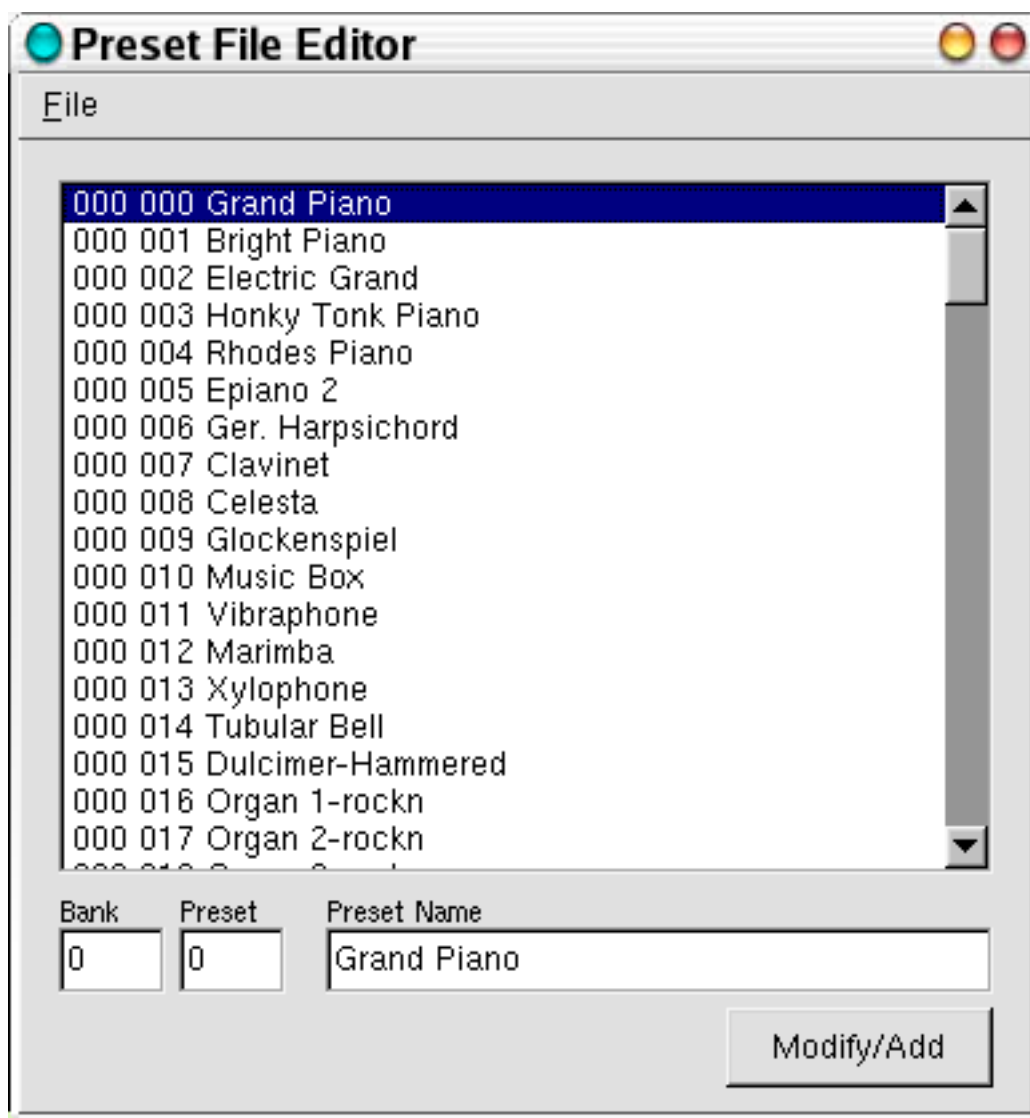 Preset File Editor
File
000 000 Grand Piano
000 001 Bright Piano
000 002 Electric Grand
000 003 Honky Tonk Piano
000 004 Rhodes Piano
000 005 Epiano 2
000 006 Ger. Harpsichord
000 007 Clavinet
000 008 Celesta
000 009 Glockenspiel
000 010 Music Box
000 011 Vibraphone
000 012 Marimba
000 013 Xylophone
000 014 Tubular Bell
000 015 Dulcimer-Hammered
000 016 Organ 1-rockn
000 017 Organ 2-rockn
Bank Preset Preset Name
0 0 Grand Piano
Modify/Add